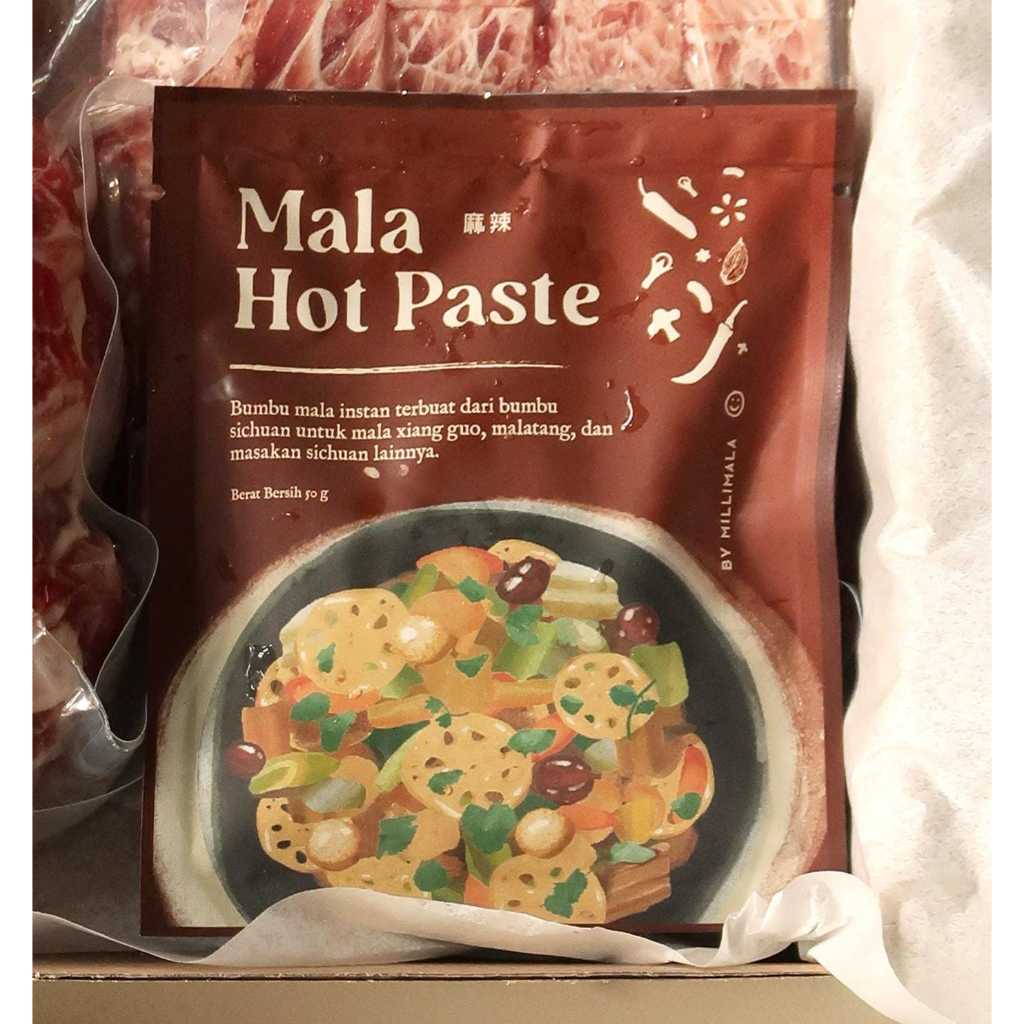 Mala 麻辣
Hot Paste
Bumbu mala instan terbuat dari bumbu
sichuan untuk mala xiang guo, malatang, dan
masakan sichuan lainnya.
Berat Bersih 50 g
BY MILLIMALA